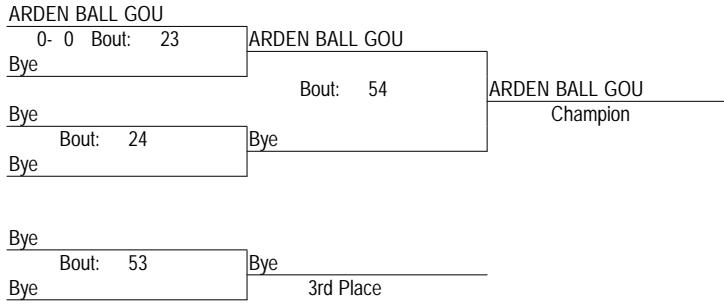 ARDEN BALL GOU
0- 0 Bout: 23
ARDEN BALL GOU
Bye
Bout: 54
ARDEN BALL GOU
Champion
Bye
Bout: 24
Bye
Bye
Bye
Bout: 53
Bye
3rd Place
Bye